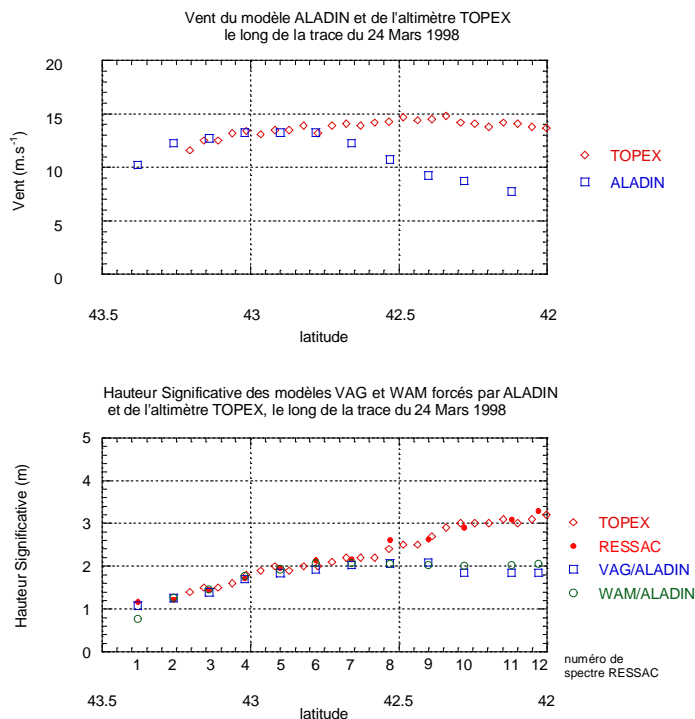 Vent du modèle ALADIN et de l'altimètre TOPEX
le long de la trace du 24 Mars 1998
20
15
10
5
0
Vent (m.s-1)
TOPEX
ALADIN
43.5 43 42.5 42
latitude
Hauteur Significative des modèles VAG et WAM forcés par ALADIN
et de l'altimètre TOPEX, le long de la trace du 24 Mars 1998
5
4
3
2
1
0
Hauteur Significative (m)
TOPEX
RESSAC
VAG/ALADIN
WAM/ALADIN
1 2 3 4 5 6 7 8 9 10 11 12
numéro de
spectre RESSAC
43.5 43 42.5 42
latitude